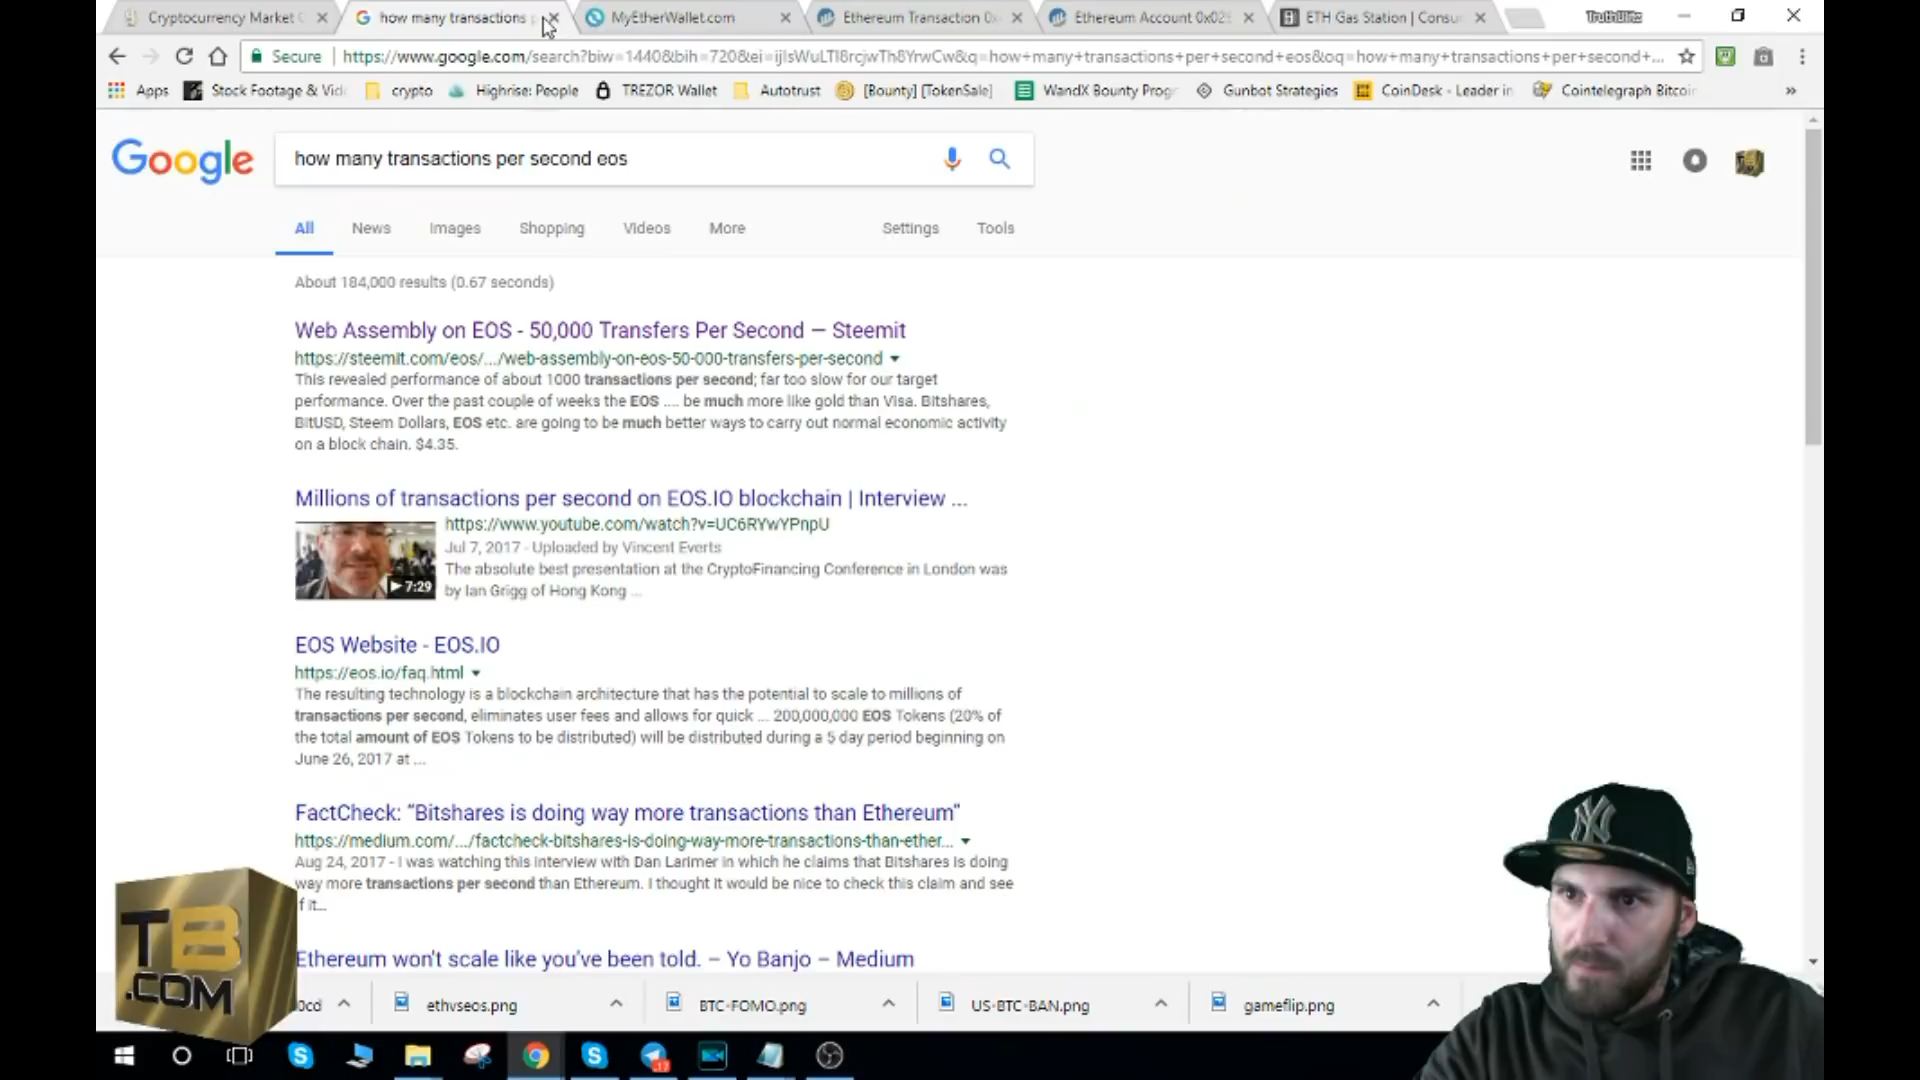 Cryptocurrency Market C
how many transactions p
MyEtherWallet.com
Ethereum Transaction 0x
Ethereum Account 0x02
ETH Gas Station | Consu
TruthBlitz
Secure
https://www.google.com/search?biw=1440&bih=720&ei=ijIsWuLTI8rcjwTh8YrwCw&q=how+many+transactions+per+second+eos&oq=how+many+transactions+per+second+...
Apps
Stock Footage & Vid
crypto
Highrise: People
TREZOR Wallet
Autotrust
[Bounty] [TokenSale]
WandX Bounty Prog
Gunbot Strategies
CoinDesk - Leader in
Cointelegraph Bitcoin
»
Google
how many transactions per second eos
All
News
Images
Shopping
Videos
More
Settings
Tools
About 184,000 results (0.67 seconds)
Web Assembly on EOS - 50,000 Transfers Per Second — Steemit
https://steemit.com/eos/.../web-assembly-on-eos-50-000-transfers-per-second
This revealed performance of about 1000 transactions per second; far too slow for our target
performance. Over the past couple of weeks the EOS .... be much more like gold than Visa. Bitshares,
BitUSD, Steem Dollars, EOS etc. are going to be much better ways to carry out normal economic activity
on a block chain. $4.35.
Millions of transactions per second on EOS.IO blockchain | Interview ...
https://www.youtube.com/watch?v=UC6RYwYPnpU
7:29
Jul 7, 2017 - Uploaded by Vincent Everts
The absolute best presentation at the CryptoFinancing Conference in London was
by Ian Grigg of Hong Kong ...
EOS Website - EOS.IO
https://eos.io/faq.html
The resulting technology is a blockchain architecture that has the potential to scale to millions of
transactions per second, eliminates user fees and allows for quick ... 200,000,000 EOS Tokens (20% of
the total amount of EOS Tokens to be distributed) will be distributed during a 5 day period beginning on
June 26, 2017 at ...
FactCheck: "Bitshares is doing way more transactions than Ethereum"
https://medium.com/.../factcheck-bitshares-is-doing-way-more-transactions-than-ether...
Aug 24, 2017 - I was watching this interview with Dan Larimer in which he claims that Bitshares is doing
way more transactions per second than Ethereum. I thought it would be nice to check this claim and see
f it...
Ethereum won't scale like you've been told. – Yo Banjo – Medium
TB
.COM
0cd
ethvseos.png
BTC-FOMO.png
US-BTC-BAN.png
gameflip.png
NY